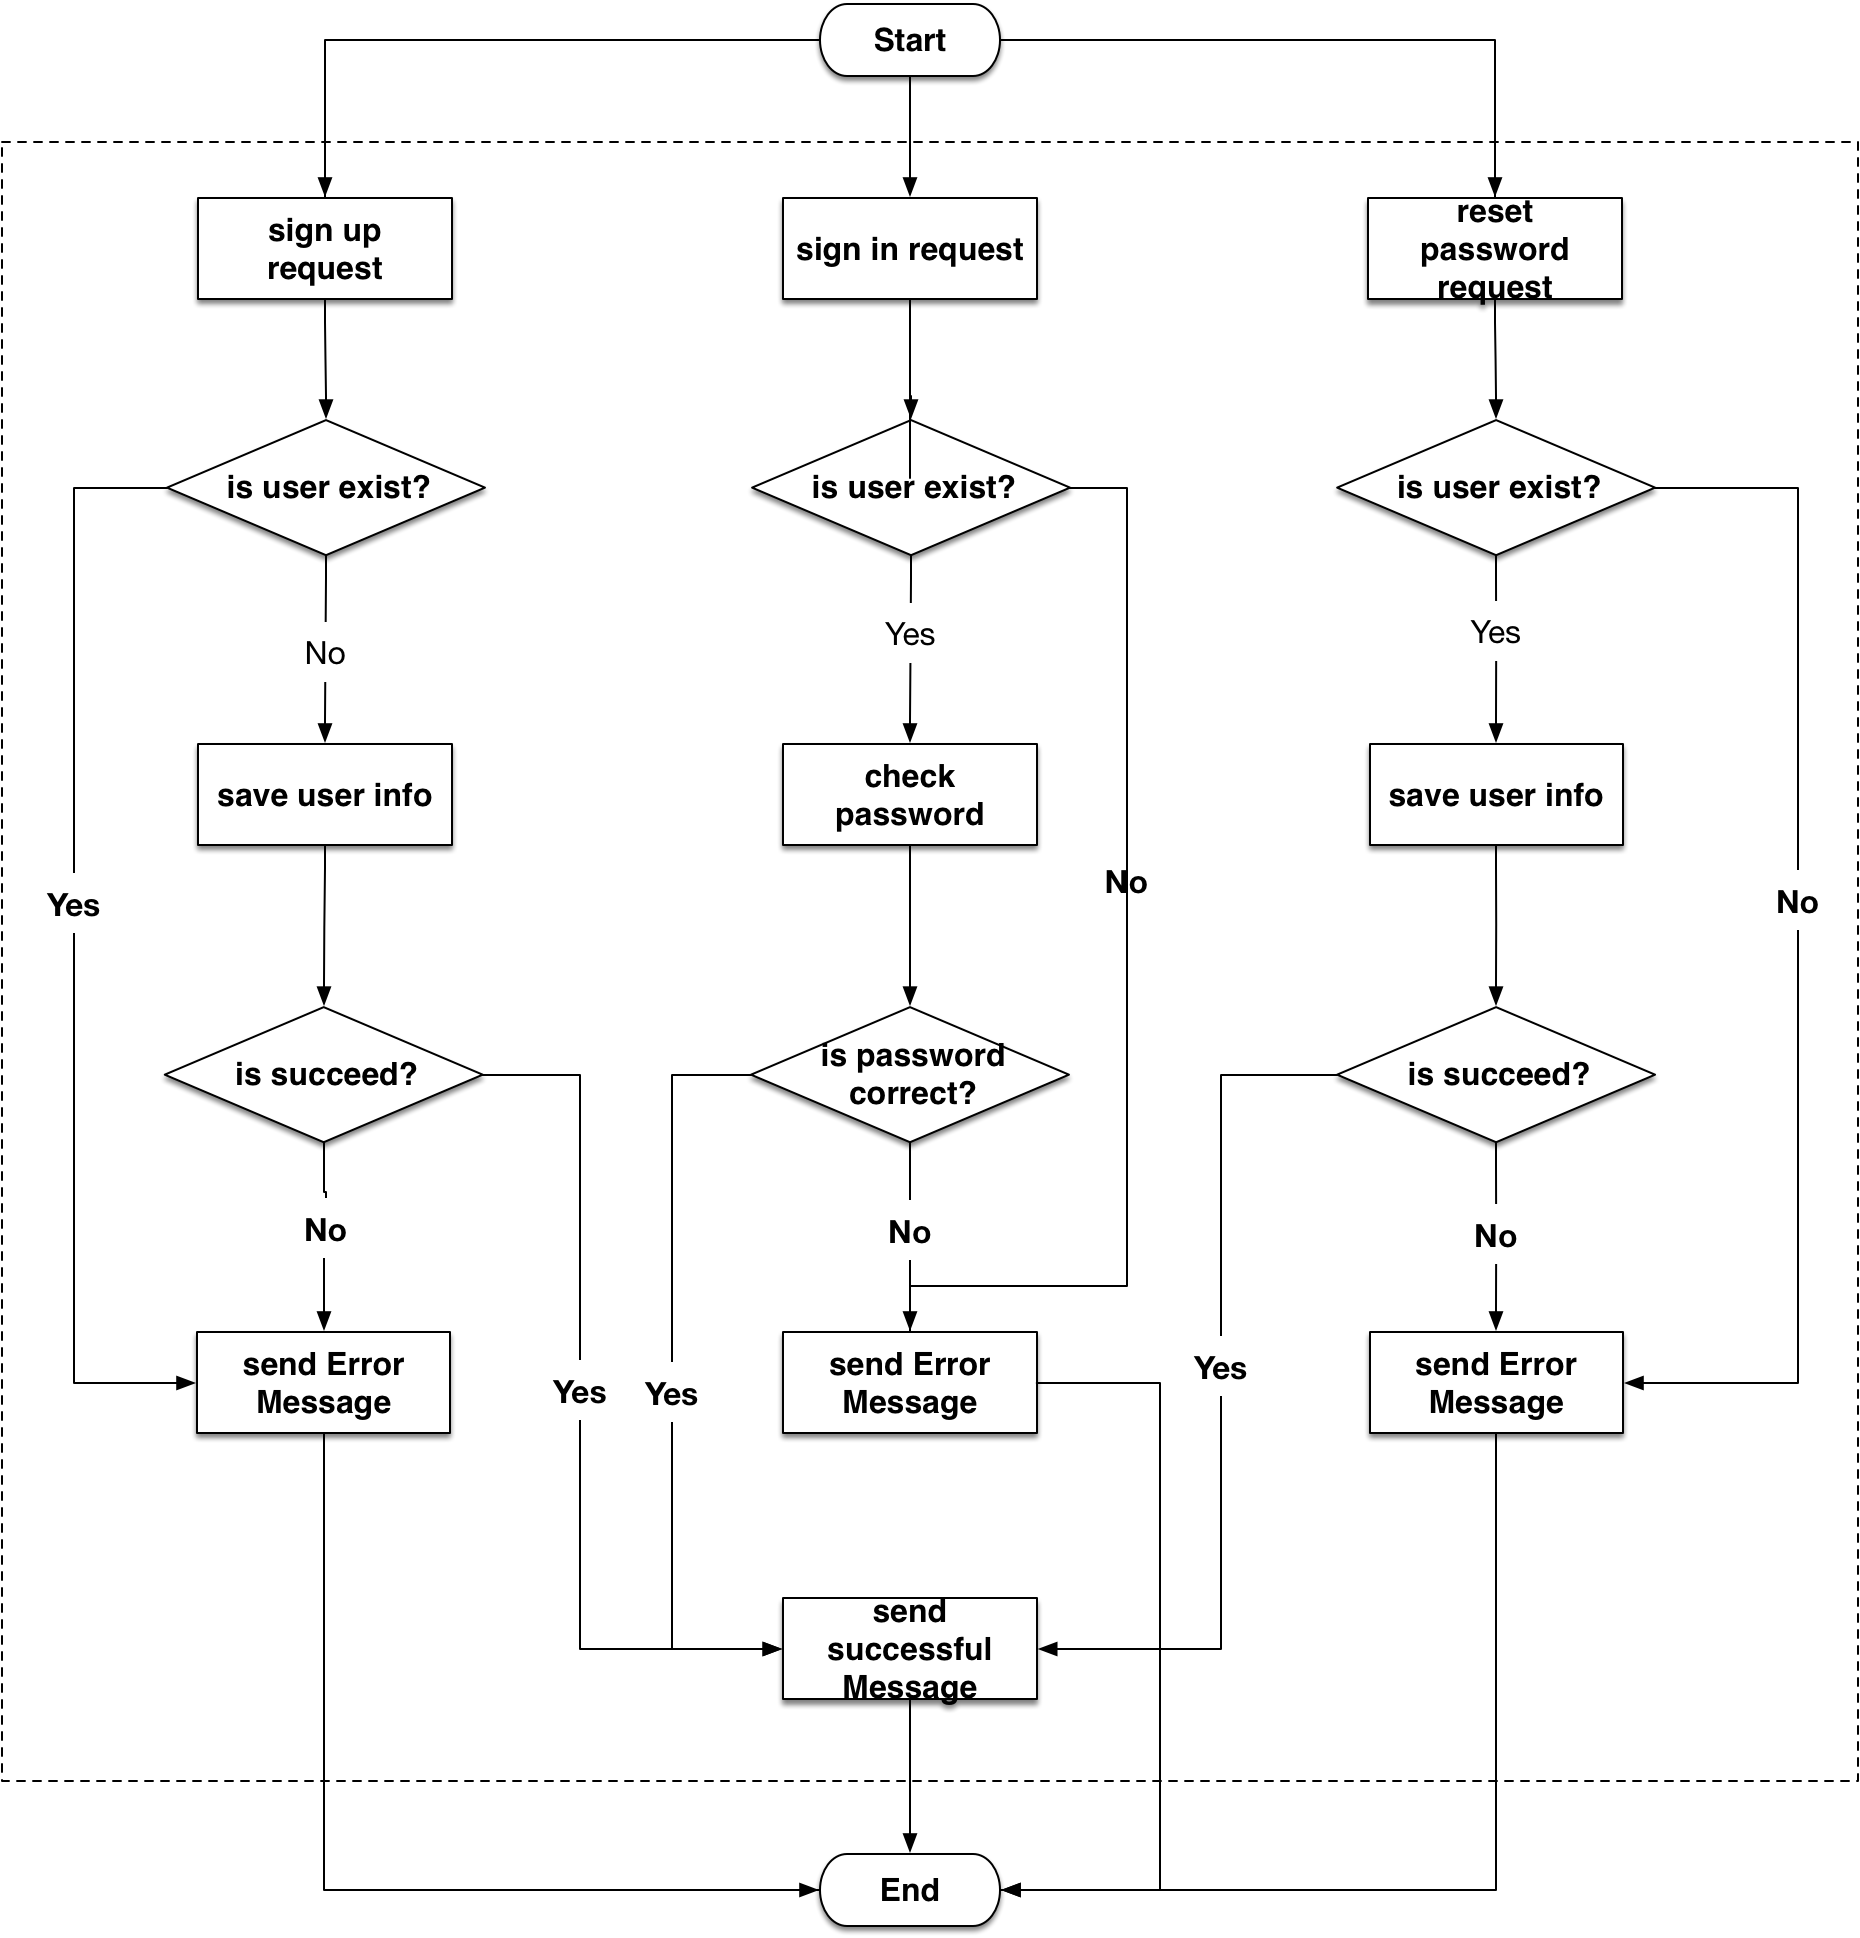 Start
sign up
request
sign in request
reset
password
request
is user exist?
is user exist?
is user exist?
No
Yes
Yes
save user info
check
password
save user info
Yes
No
No
is succeed?
is password
correct?
is succeed?
No
No
No
send Error
Message
Yes
Yes
send Error
Message
Yes
send Error
Message
send
successful
Message
End